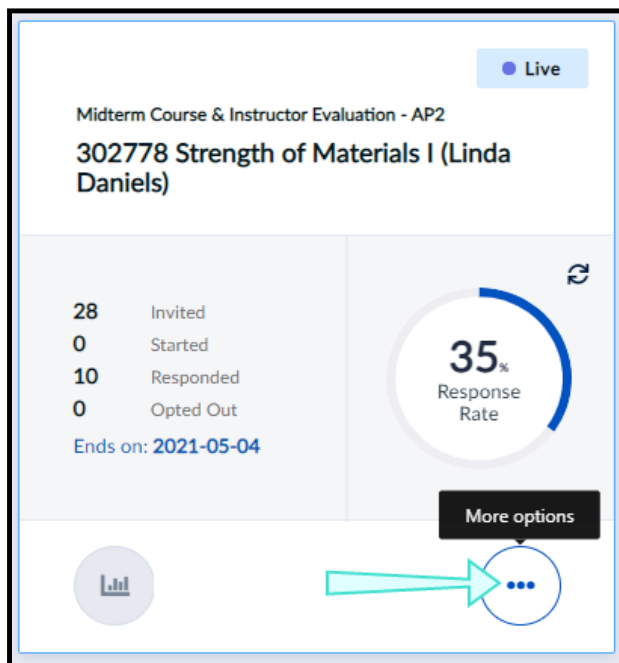 Live
Midterm Course & Instructor Evaluation - AP2
302778 Strength of Materials I (Linda
Daniels)
28 Invited
0 Started
10 Responded
0 Opted Out
Ends on: 2021-05-04
35%
Response
Rate
More options